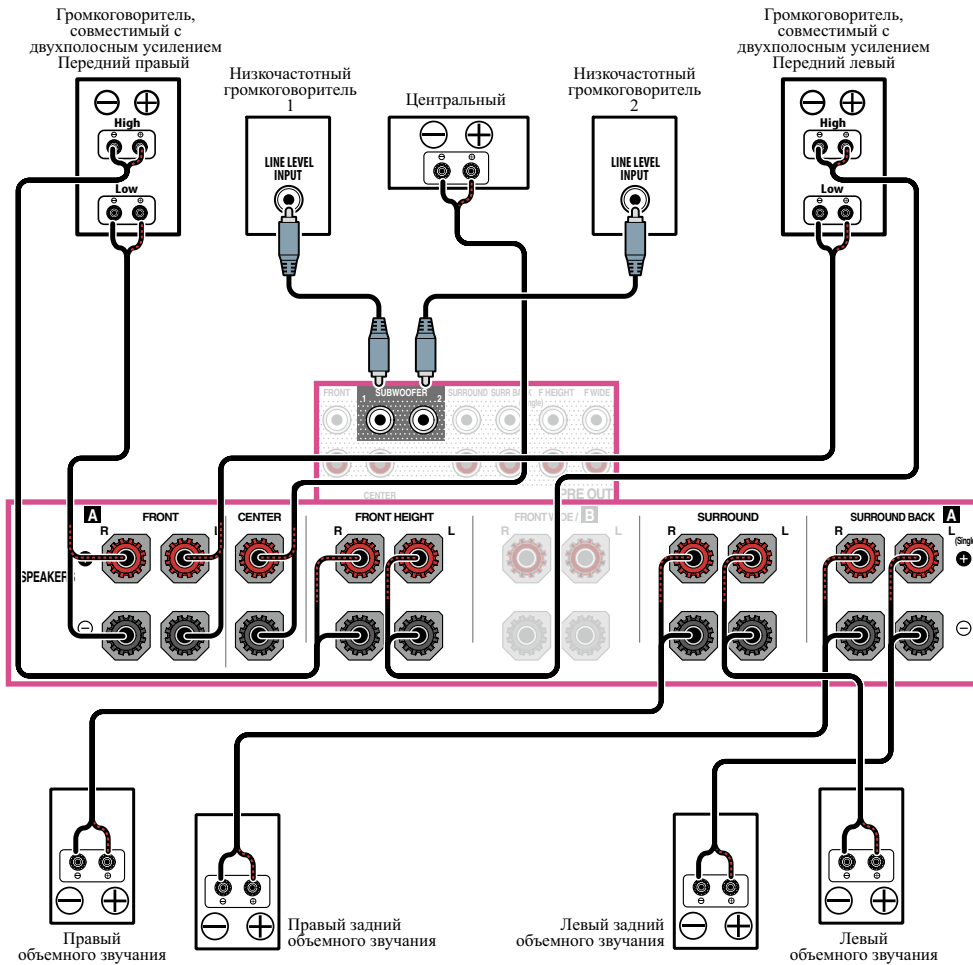 Громкоговоритель,
совместимый с
двухполосным усилением
Передний правый
Низкочастотный
громкоговоритель
1
Центральный
Низкочастотный
громкоговоритель
2
Громкоговоритель,
совместимый с
двухполосным усилением
Передний левый
High
Low
LINE LEVEL
INPUT
LINE LEVEL
INPUT
High
Low
FRONT
SUBWOOFER
SURROUND
SURR BACK
F HEIGHT
F WIDE
1
2
CENTER
PRE OUT
A
FRONT
CENTER
FRONT HEIGHT
FRONT WIDE / B
SURROUND
SURROUND BACK A
R L
R L
R L
R L
R L
SPEAKERS
Правый
объемного звучания
Правый задний
объемного звучания
Левый задний
объемного звучания
Левый
объемного звучания